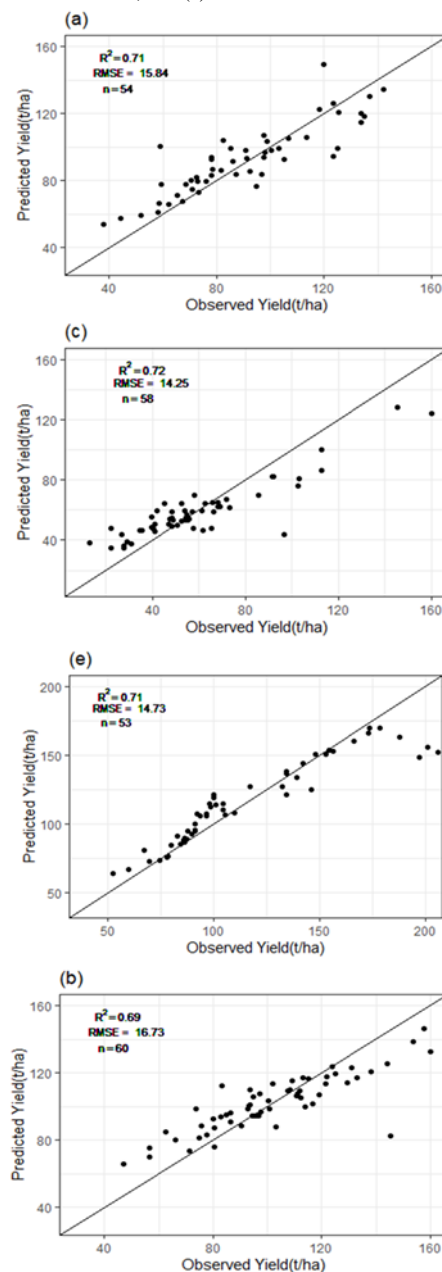 (a)
R²=0.71
RMSE = 15.84
n=54
Predicted Yield(t/ha)
160
120
80
40
40 80 120 160
Observed Yield(t/ha)
(c)
R²=0.72
RMSE = 14.25
n=58
Predicted Yield(t/ha)
160
120
80
40
40 80 120 160
Observed Yield(t/ha)
(e)
R²=0.71
RMSE = 14.73
n=53
Predicted Yield(t/ha)
200
150
100
50
50 100 150 200
Observed Yield(t/ha)
(b)
R²=0.69
RMSE = 16.73
n=60
Predicted Yield(t/ha)
160
120
80
40
40 80 120 160
Observed Yield(t/ha)